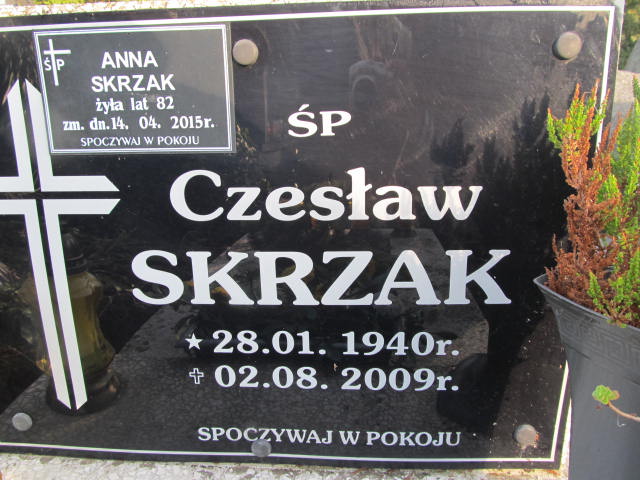 ŚP
ANNA
SKRZAK
żyła lat 82
zm. dn.14. 04. 2015r.
SPOCZYWAJ W POKOJU
ŚP
Czesław
SKRZAK
★ 28.01. 1940r.
✝ 02.08. 2009r.
SPOCZYWAJ W POKOJU